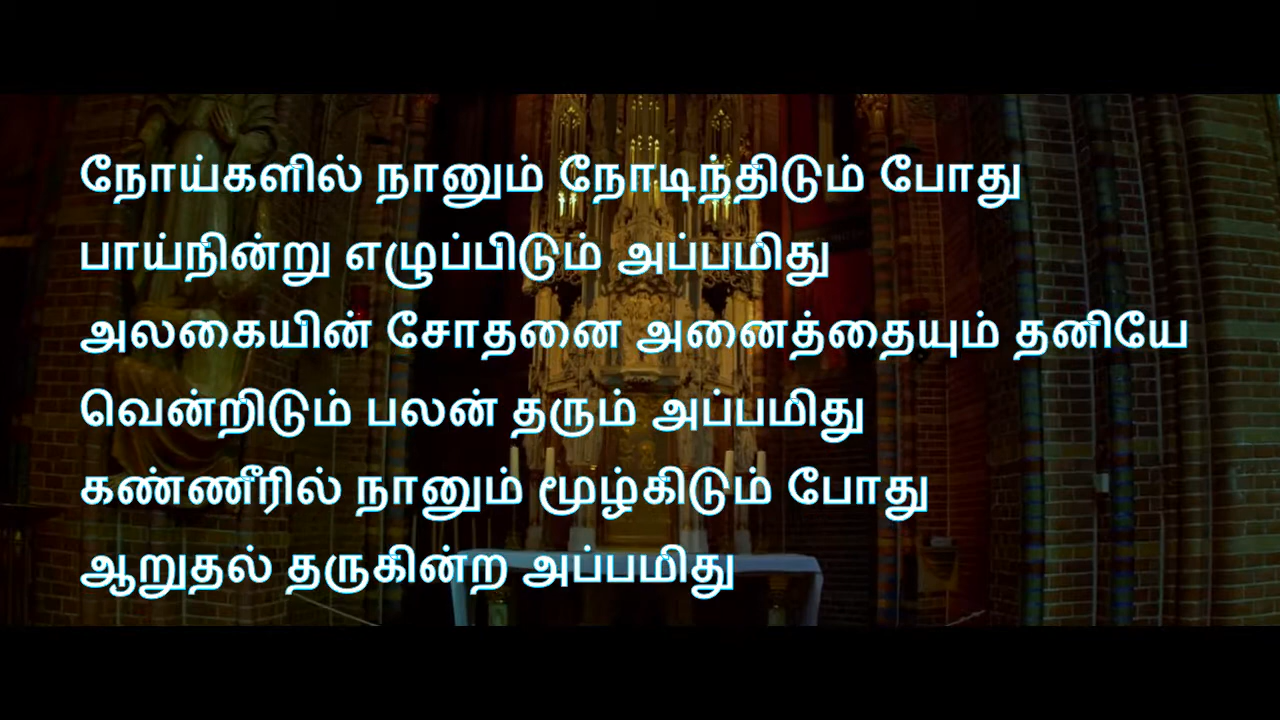 நோய்களில் நானும் நோடிந்திடும் போது
பாய்நின்று எழுப்பிடும் அப்பமிது
அலகையின் சோதனை அனைத்தையும் தனியே
வென்றிடும் பலன் தரும் அப்பமிது
கண்ணீரில் நானும் மூழ்கிடும் போது
ஆறுதல் தருகின்ற அப்பமிது